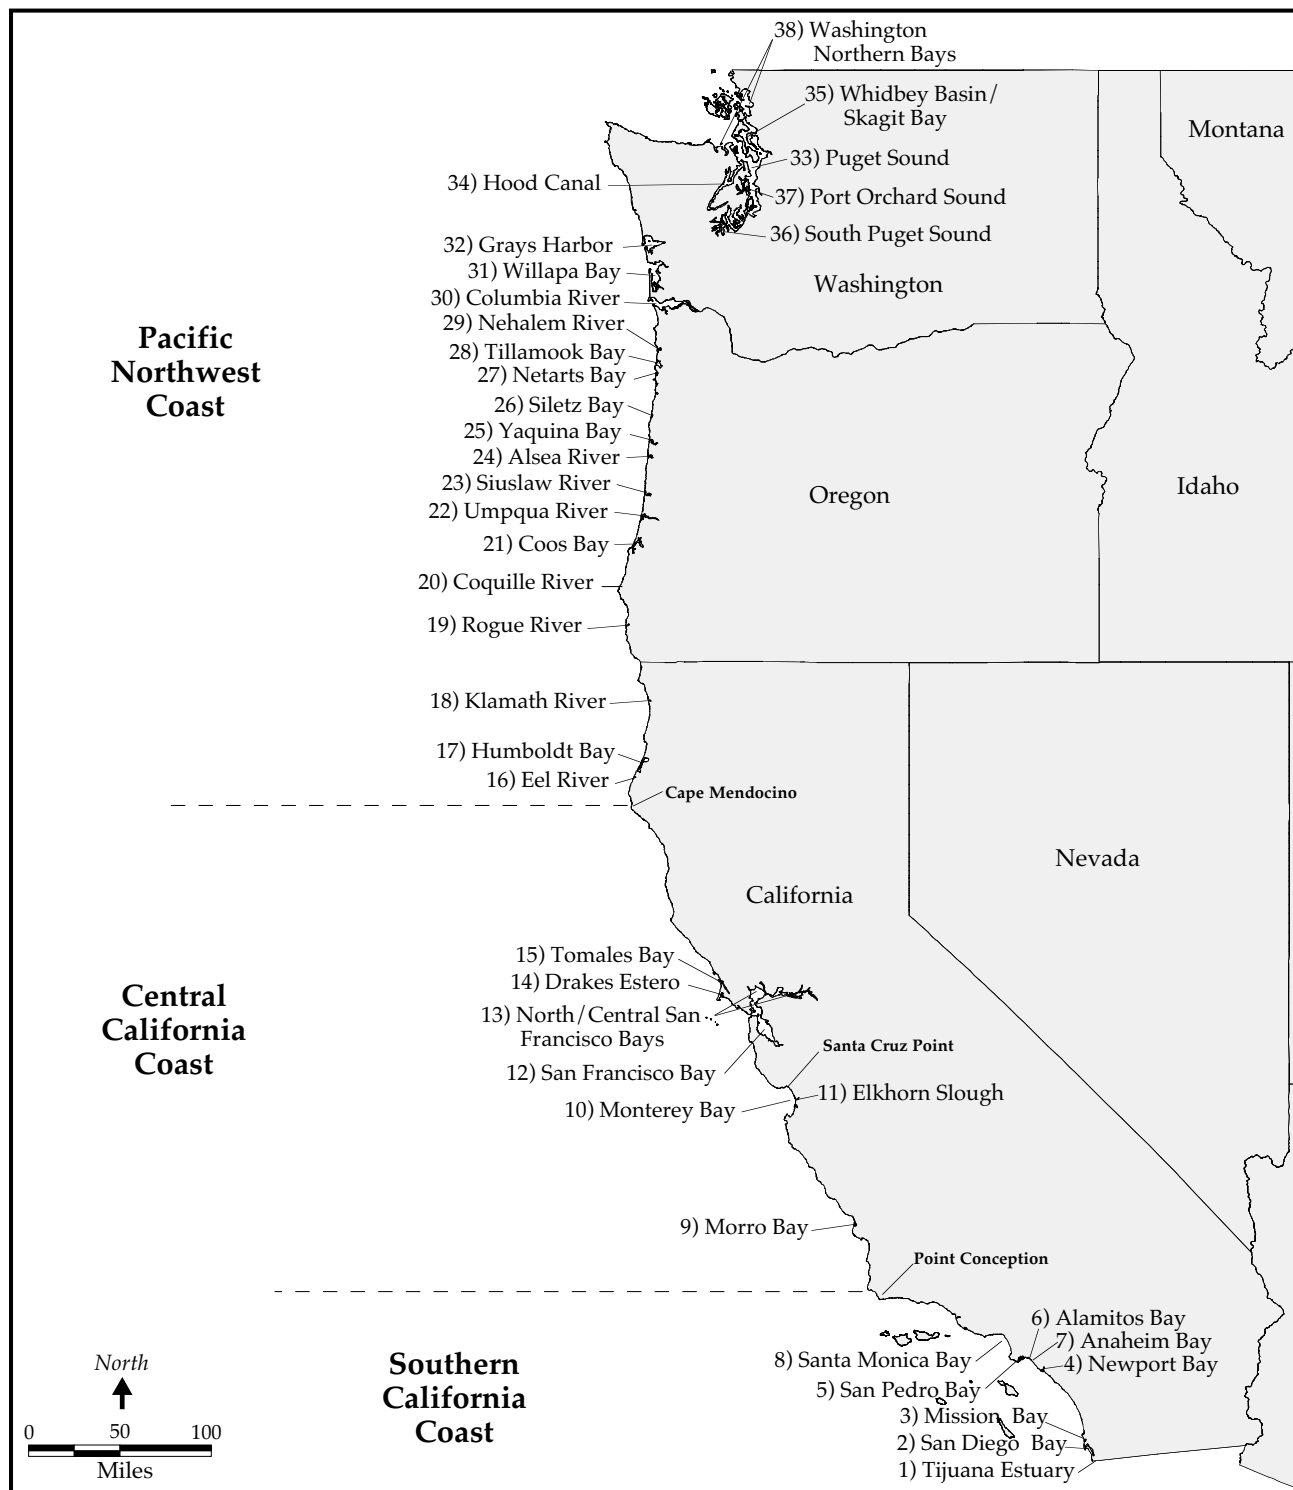 38) Washington
Northern Bays
35) Whidbey Basin/
Skagit Bay
Montana
33) Puget Sound
34) Hood Canal
37) Port Orchard Sound
36) South Puget Sound
32) Grays Harbor
31) Willapa Bay
Washington
30) Columbia River
29) Nehalem River
Pacific
Northwest
Coast
28) Tillamook Bay
27) Netarts Bay
26) Siletz Bay
25) Yaquina Bay
24) Alsea River
23) Siuslaw River
Idaho
Oregon
22) Umpqua River
21) Coos Bay
20) Coquille River
19) Rogue River
18) Klamath River
17) Humboldt Bay
16) Eel River
Cape Mendocino
Nevada
California
15) Tomales Bay
14) Drakes Estero
Central
California
Coast
13) North/Central San
Francisco Bays
Santa Cruz Point
12) San Francisco Bay
11) Elkhorn Slough
10) Monterey Bay
9) Morro Bay
Point Conception
6) Alamitos Bay
7) Anaheim Bay
8) Santa Monica Bay
4) Newport Bay
North
Southern
California
Coast
5) San Pedro Bay
3) Mission Bay
0 50 100
2) San Diego Bay
Miles
1) Tijuana Estuary